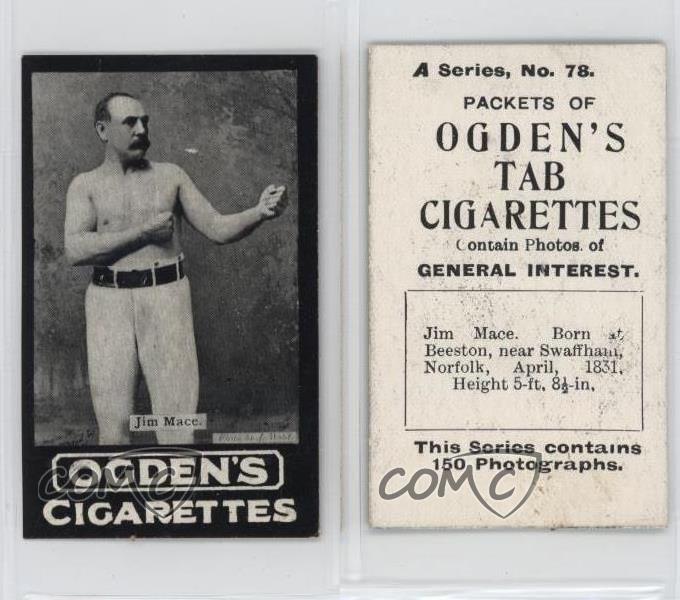 Jim Mace.
OGDEN'S
CIGARETTES
COMC
A Series, No. 78.
PACKETS OF
OGDEN'S
TAB
CIGARETTES
Contain Photos. of
GENERAL INTEREST.
Jim Mace. Born at
Beeston, near Swaffham,
Norfolk, April, 1831.
Height 5-ft. 8½-in.
This Series contains
150 Photographs.
COMC